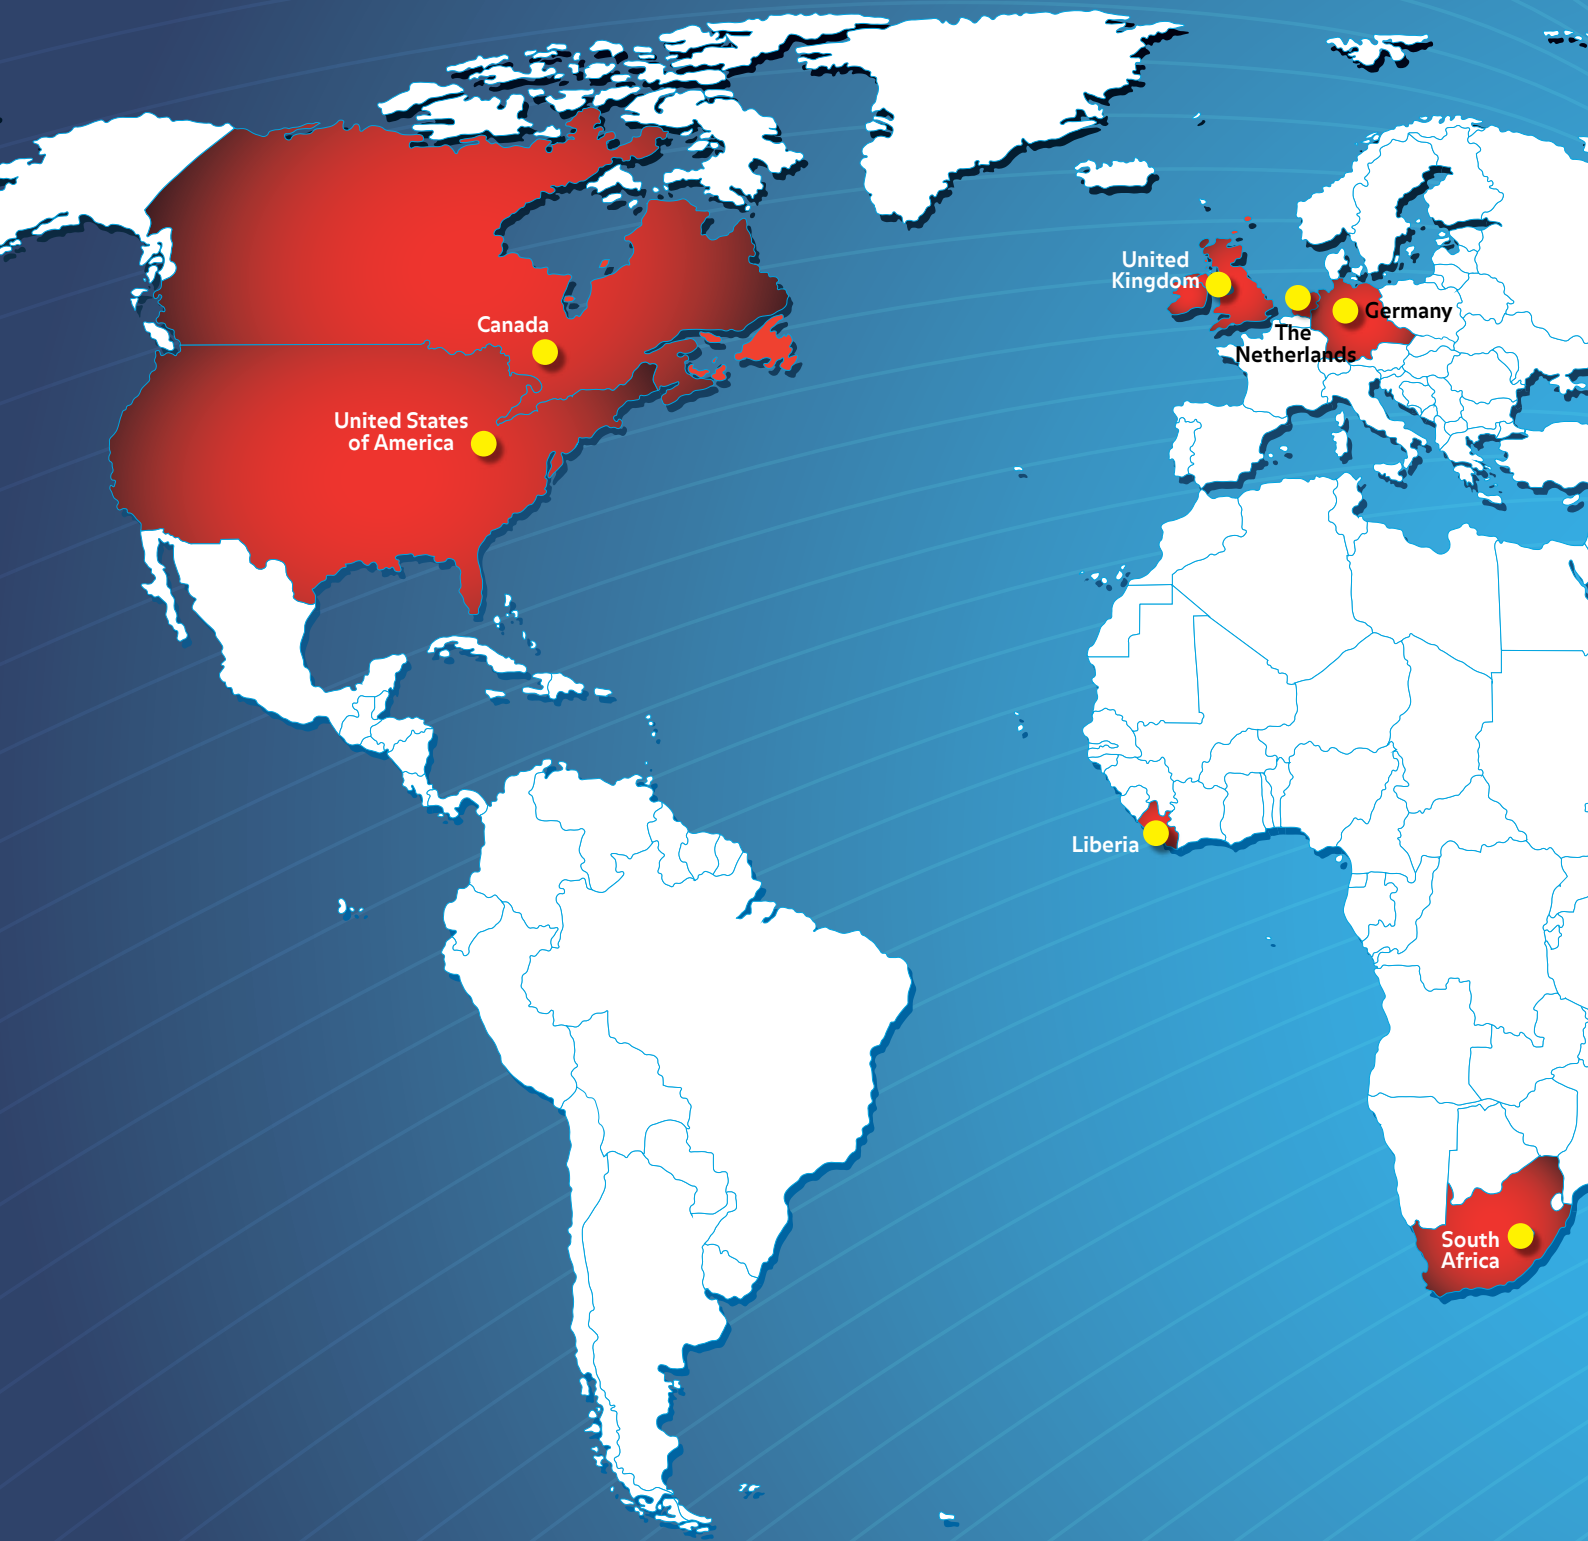 United
Kingdom
Germany
The
Netherlands
Canada
United States
of America
Liberia
South
Africa